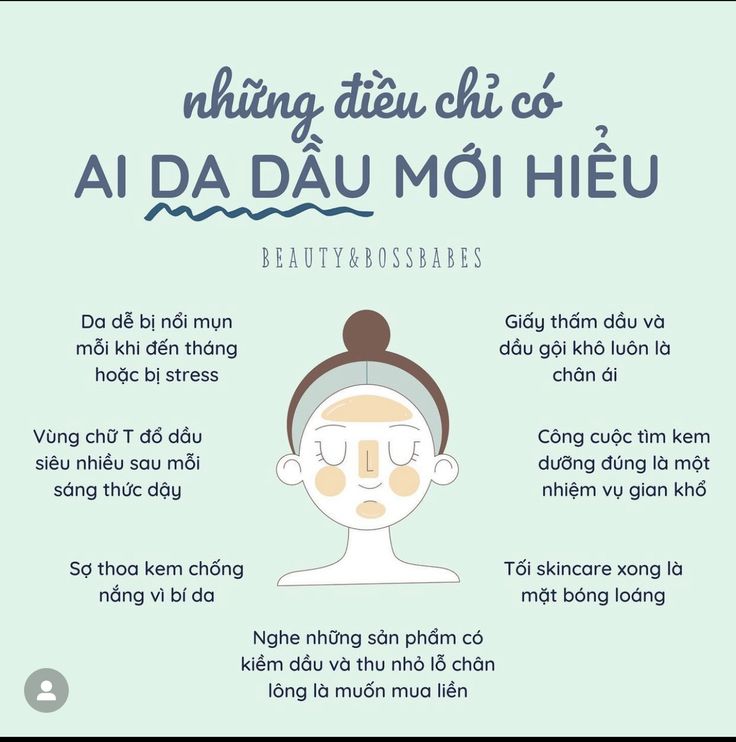 những điều chỉ có
AI DA DẦU MỚI HIỂU
BEAUTY&BOSSBABES
Da dễ bị nổi mụn
mỗi khi đến tháng
hoặc bị stress
Giấy thấm dầu và
dầu gội khô luôn là
chân ái
Vùng chữ T đổ dầu
siêu nhiều sau mỗi
sáng thức dậy
Công cuộc tìm kem
dưỡng đúng là một
nhiệm vụ gian khổ
Sợ thoa kem chống
nắng vì bí da
Tối skincare xong là
mặt bóng loáng
Nghe những sản phẩm có
kiềm dầu và thu nhỏ lỗ chân
lông là muốn mua liền